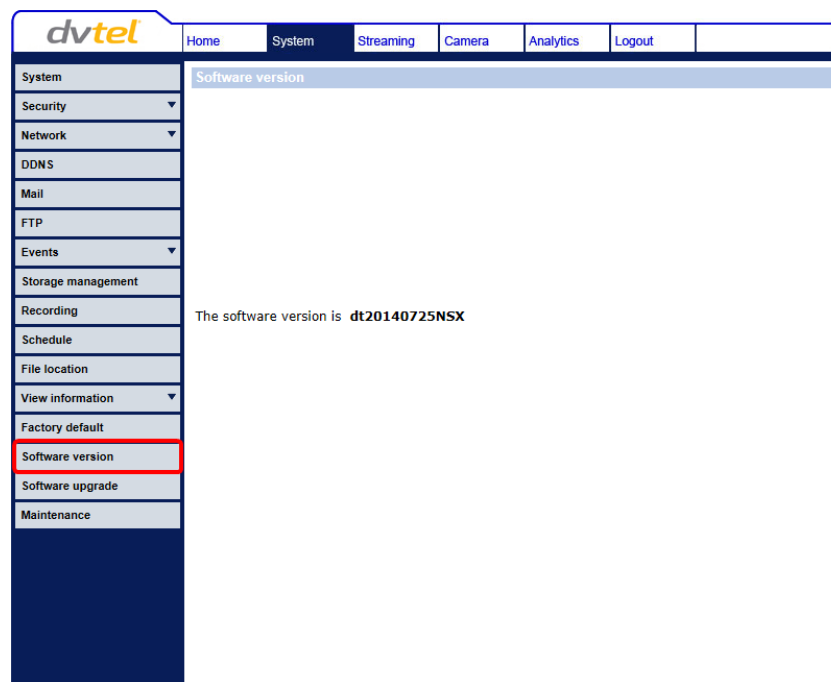 dvtel
Home System Streaming Camera Analytics Logout
System
Security
Network
DDNS
Mail
FTP
Events
Storage management
Recording
Schedule
File location
View information
Factory default
Software version
Software upgrade
Maintenance
Software version
The software version is dt20140725NSX